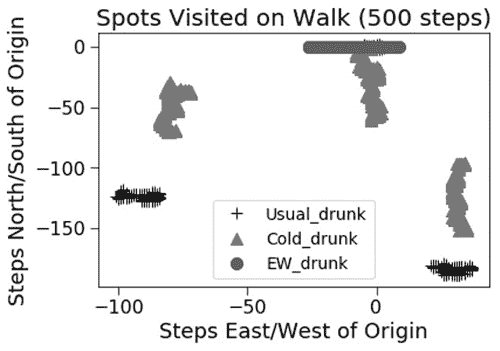 Spots Visited on Walk (500 steps)
Steps North/South of Origin
0
−50
−100
−150
Usual_drunk
Cold_drunk
EW_drunk
−100
−50
0
Steps East/West of Origin